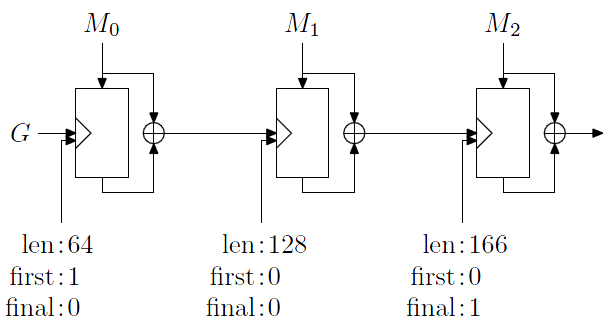 M₀ M₁ M₂
G
len:64 len:128 len:166
first:1 first:0 first:0
final:0 final:0 final:1